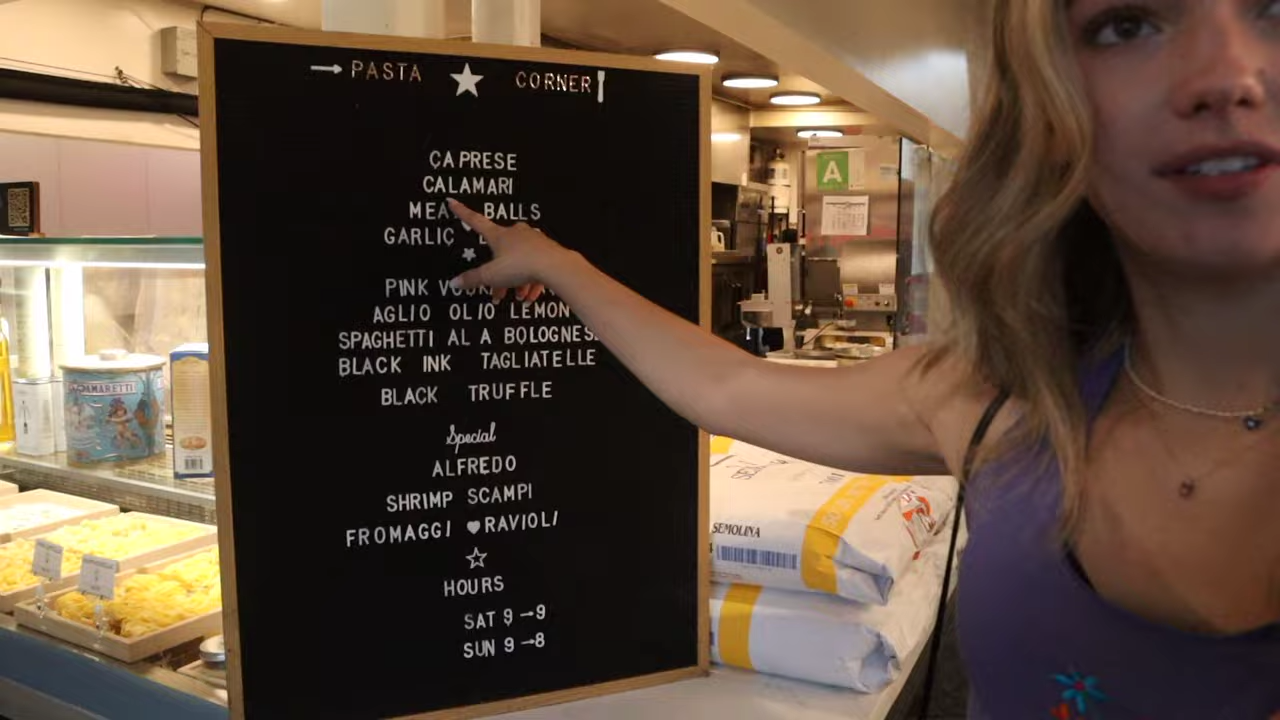 PASTA CORNER
CAPRESE
CALAMARI
BALLS
GARLIC
PINK
AGLIO OLIO LEMON
SPAGHETTI AL A
BLACK INK TAGLIATELLE
BLACK TRUFFLE
Special
ALFREDO
SHRIMP SCAMPI
FROMAGGI RAVIOLI
HOURS
SAT 9→9
SUN 9→8
A
AMARETTI
SEMOLINA